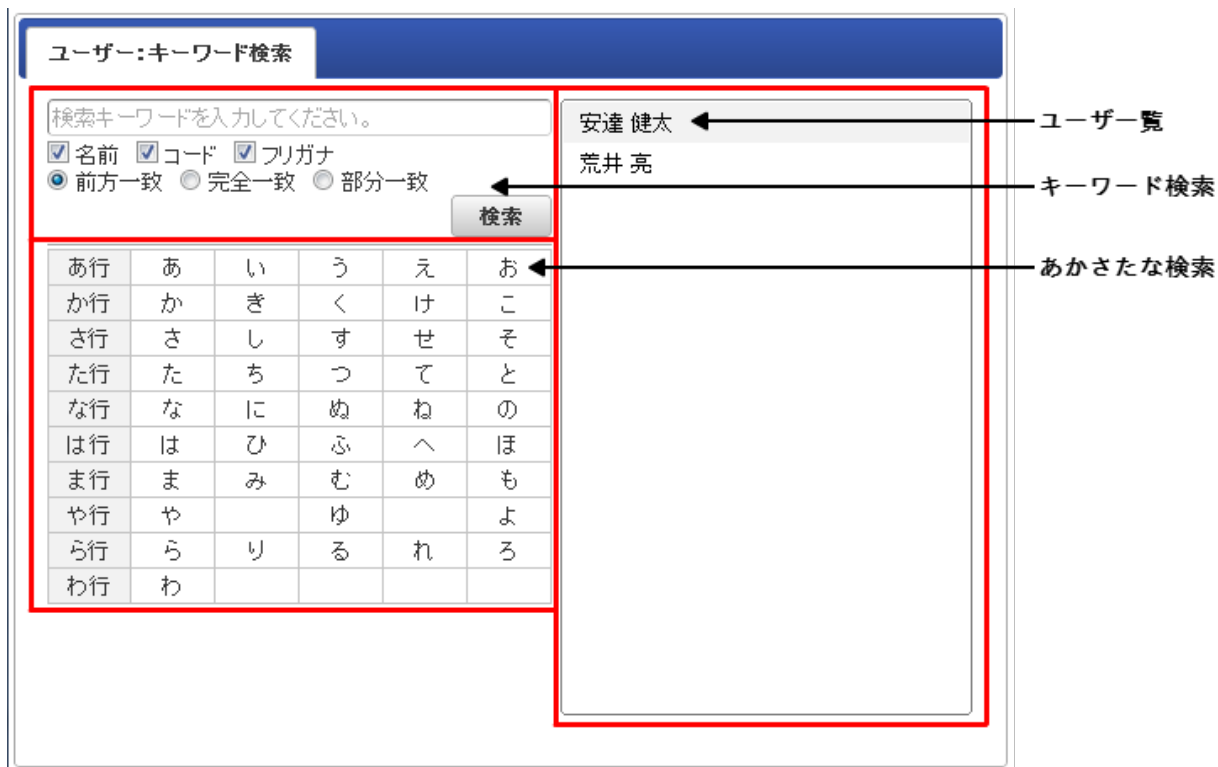 ユーザー:キーワード検索
検索キーワードを入力してください。
名前 コード フリガナ
前方一致 完全一致 部分一致
検索
あ行 あ い う え お
か行 か き く け こ
さ行 さ し す せ そ
た行 た ち つ て と
な行 な に ぬ ね の
は行 は ひ ふ へ ほ
ま行 ま み む め も
や行 や ゆ よ
ら行 ら り る れ ろ
わ行 わ
安達 健太
荒井 亮
ユーザ一覧
キーワード検索
あかさたな検索